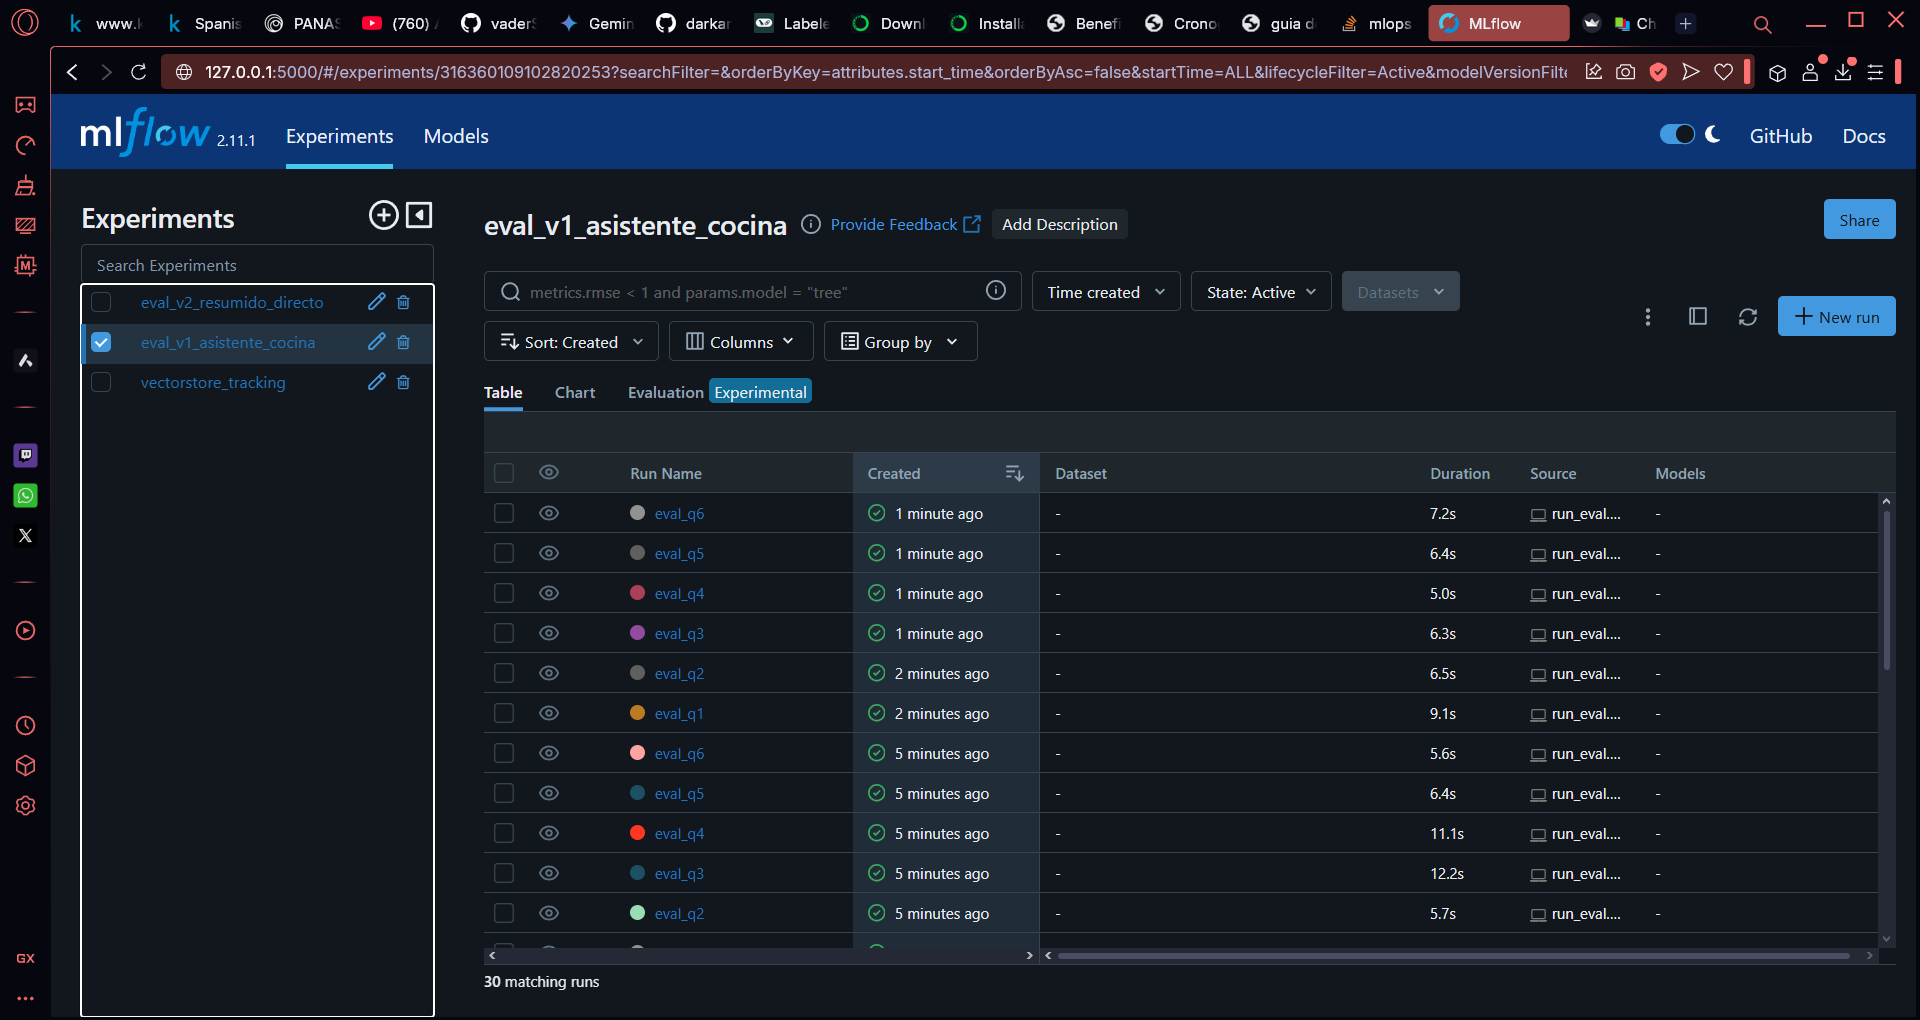 www.k
Spanis
PANAS
(760)
vaderS
Gemin
darkar
Labele
Downl
Installa
Benefi
Crono
guia d
mlops
MLflow
Ch
127.0.0.1:5000/#/experiments/316360109102820253?searchFilter=&orderByKey=attributes.start_time&orderByAsc=false&startTime=ALL&lifecycleFilter=Active&modelVersionFilte
mlflow 2.11.1
Experiments
Models
GitHub
Docs
Experiments
Search Experiments
eval_v2_resumido_directo
eval_v1_asistente_cocina
vectorstore_tracking
eval_v1_asistente_cocina
Provide Feedback
Add Description
Share
metrics.rmse < 1 and params.model = "tree"
Time created
State: Active
Datasets
New run
Sort: Created
Columns
Group by
Table
Chart
Evaluation Experimental
Run Name Created Dataset Duration Source Models
eval_q6 1 minute ago - 7.2s run_eval.... -
eval_q5 1 minute ago - 6.4s run_eval.... -
eval_q4 1 minute ago - 5.0s run_eval.... -
eval_q3 1 minute ago - 6.3s run_eval.... -
eval_q2 2 minutes ago - 6.5s run_eval.... -
eval_q1 2 minutes ago - 9.1s run_eval.... -
eval_q6 5 minutes ago - 5.6s run_eval.... -
eval_q5 5 minutes ago - 6.4s run_eval.... -
eval_q4 5 minutes ago - 11.1s run_eval.... -
eval_q3 5 minutes ago - 12.2s run_eval.... -
eval_q2 5 minutes ago - 5.7s run_eval.... -
30 matching runs
GX